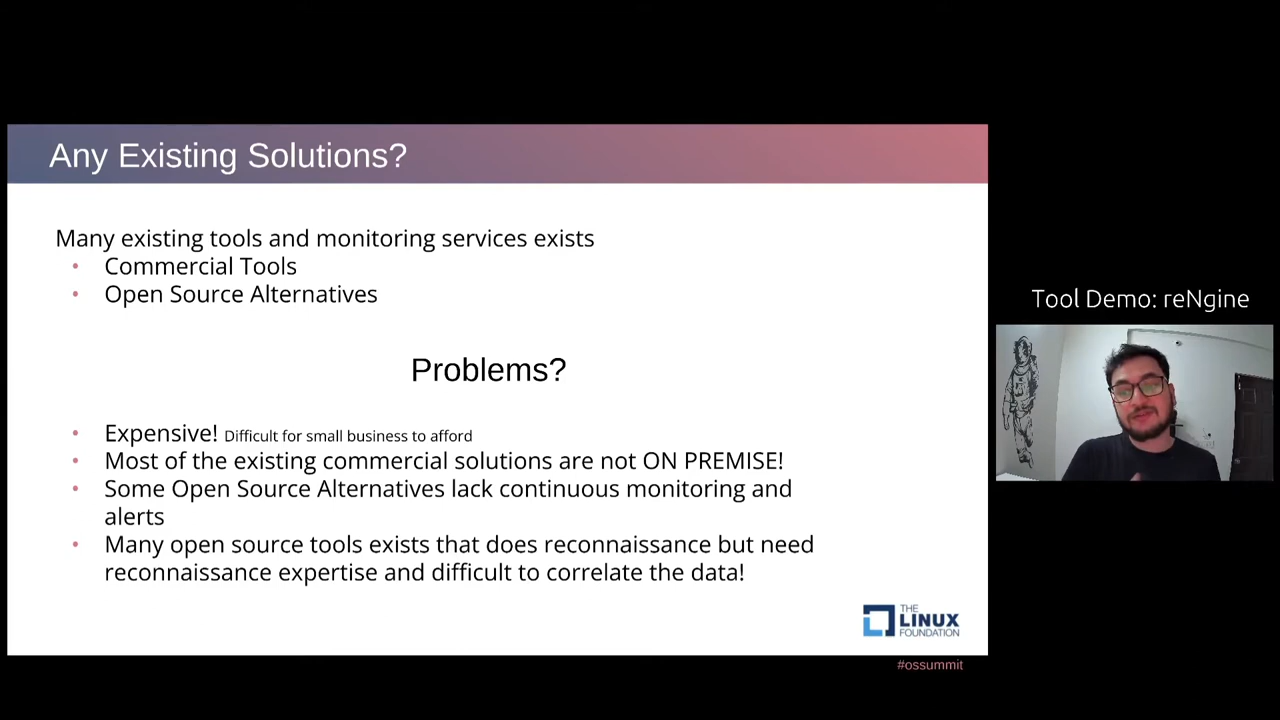 Any Existing Solutions?
Many existing tools and monitoring services exists
• Commercial Tools
• Open Source Alternatives
Problems?
• Expensive! Difficult for small business to afford
• Most of the existing commercial solutions are not ON PREMISE!
• Some Open Source Alternatives lack continuous monitoring and
alerts
• Many open source tools exists that does reconnaissance but need
reconnaissance expertise and difficult to correlate the data!
THE
LINUX
FOUNDATION
#ossummit
Tool Demo: reNgine